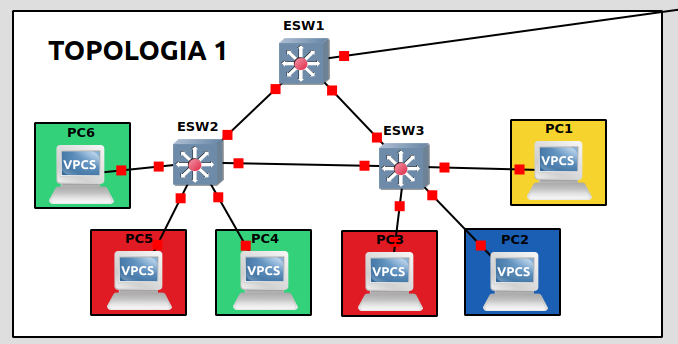 ESW1
TOPOLOGIA 1
ESW2
ESW3
PC6
VPCS
PC1
VPCS
PC5
VPCS
PC4
VPCS
PC3
VPCS
PC2
VPCS